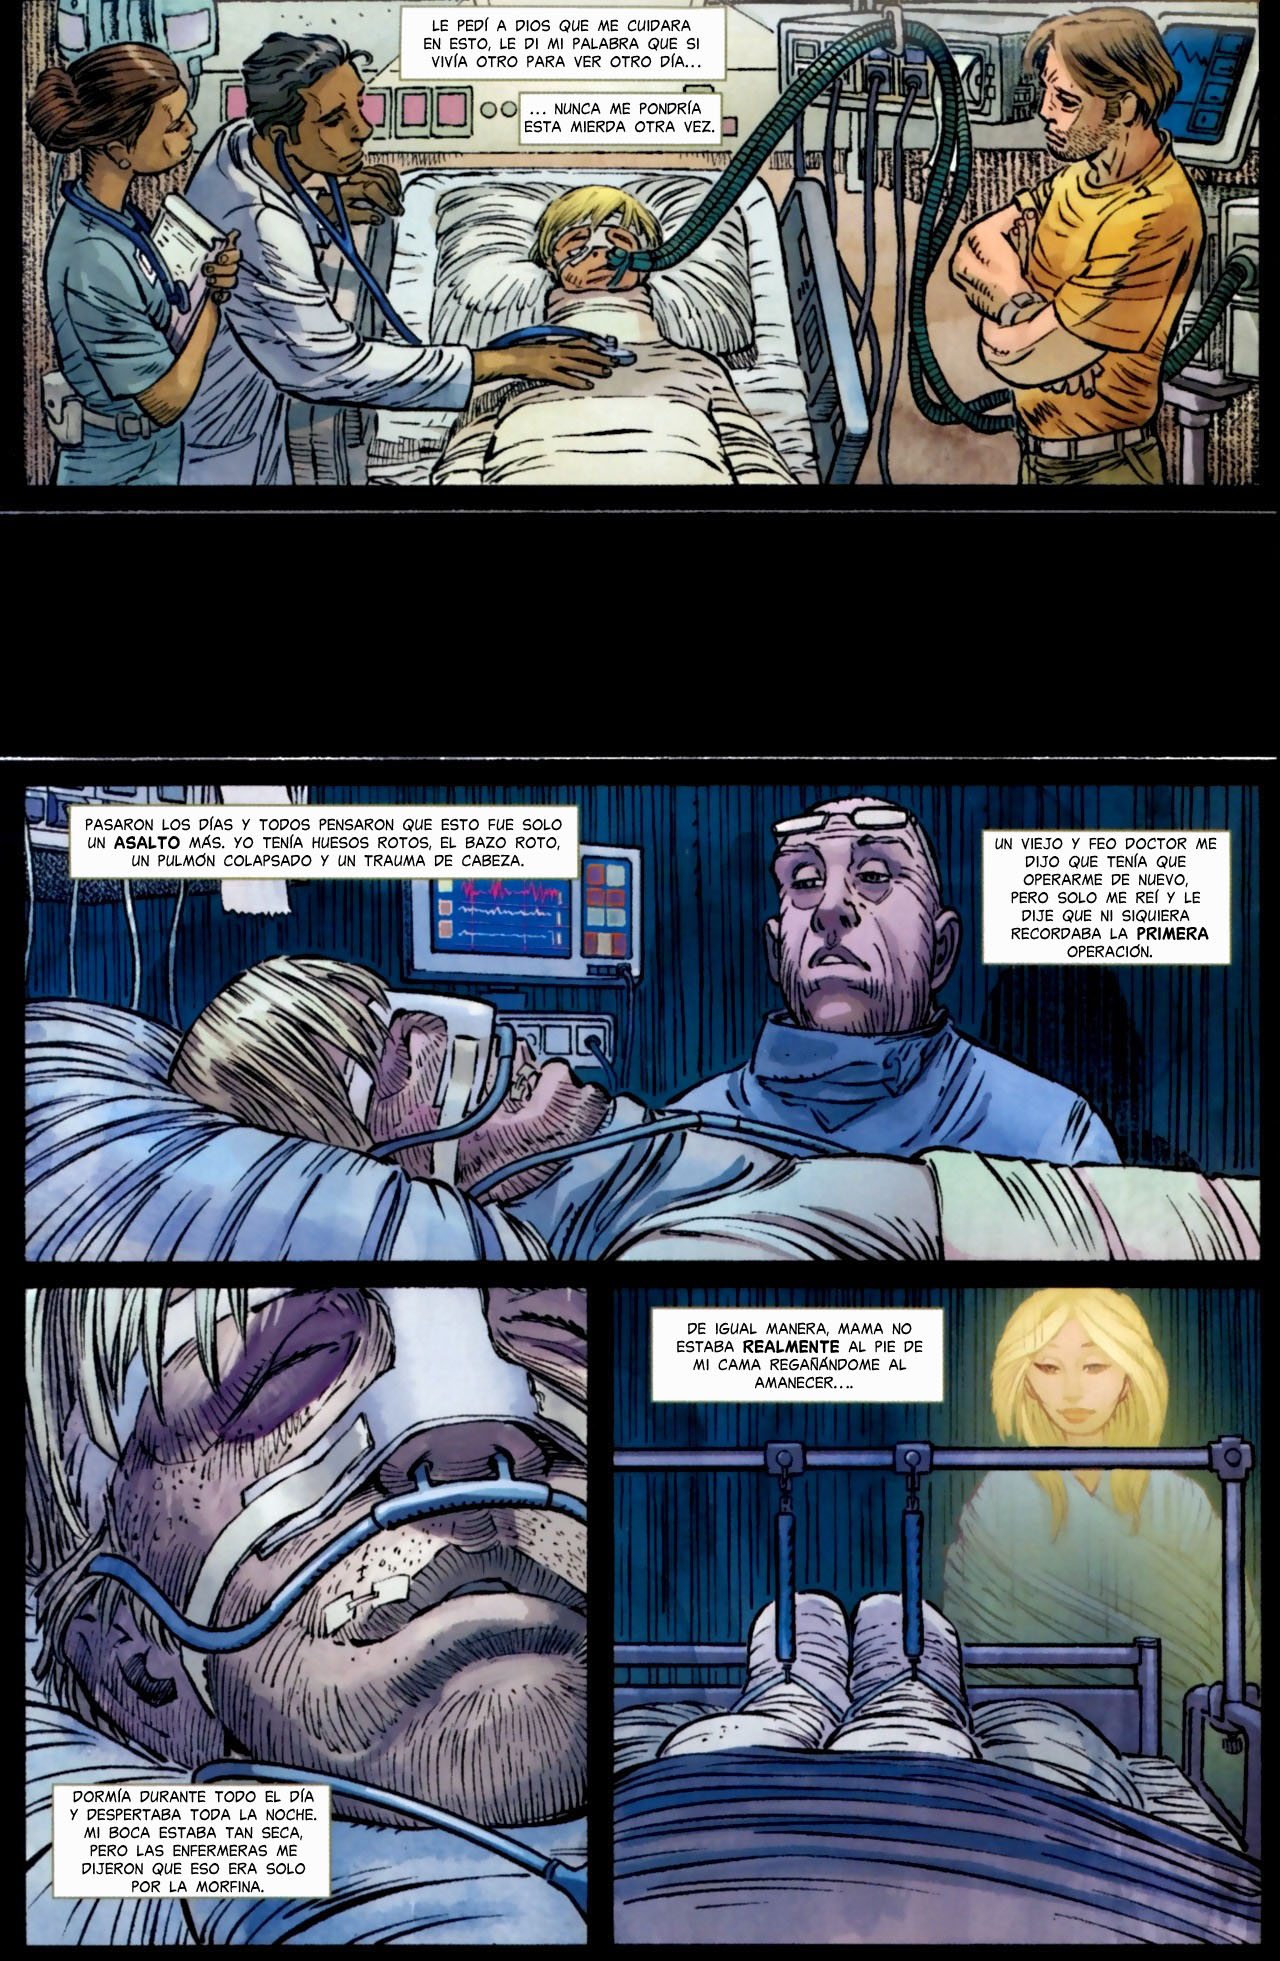 LE PEDÍ A DIOS QUE ME CUIDARA
EN ESTO, LE DI MI PALABRA QUE SI
VIVÍA OTRO PARA VER OTRO DÍA...
... NUNCA ME PONDRÍA
ESTA MIERDA OTRA VEZ.
PASARON LOS DÍAS Y TODOS PENSARON QUE ESTO FUE SOLO
UN ASALTO MÁS. YO TENÍA HUESOS ROTOS, EL BAZO ROTO,
UN PULMÓN COLAPSADO Y UN TRAUMA DE CABEZA.
UN VIEJO Y FEO DOCTOR ME
DIJO QUE TENÍA QUE
OPERARME DE NUEVO,
PERO SOLO ME REÍ Y LE
DIJE QUE NI SIQUIERA
RECORDABA LA PRIMERA
OPERACIÓN.
DORMÍA DURANTE TODO EL DÍA
Y DESPERTABA TODA LA NOCHE.
MI BOCA ESTABA TAN SECA,
PERO LAS ENFERMERAS ME
DIJERON QUE ESO ERA SOLO
POR LA MORFINA.
DE IGUAL MANERA, MAMA NO
ESTABA REALMENTE AL PIE DE
MI CAMA REGAÑÁNDOME AL
AMANECER....